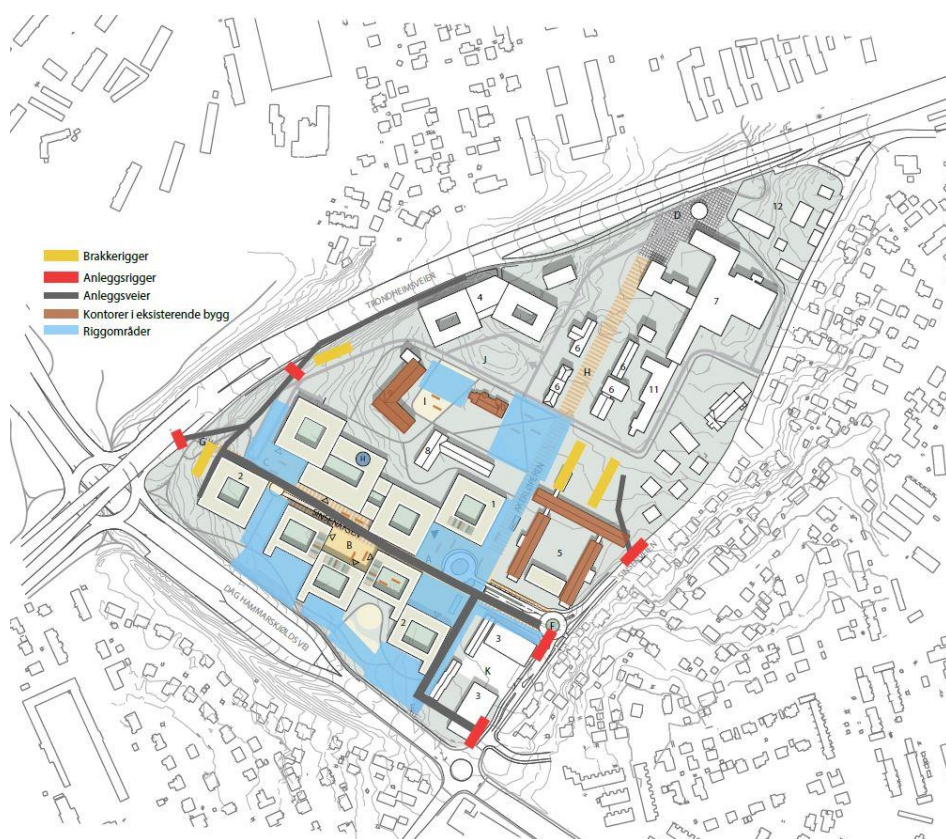 12
D
Brakkerigger
Anleggsrigger
Anleggsveier
Kontorer i eksisterende bygg
Riggområder
TRONDHEIMSVEIEN
4
7
6
J
6
H
6
11
6
I
G
8
H
C
2
1
B
A
5
DAG HAMMARSKJØLDS VEI
2
F
3
K
3
E